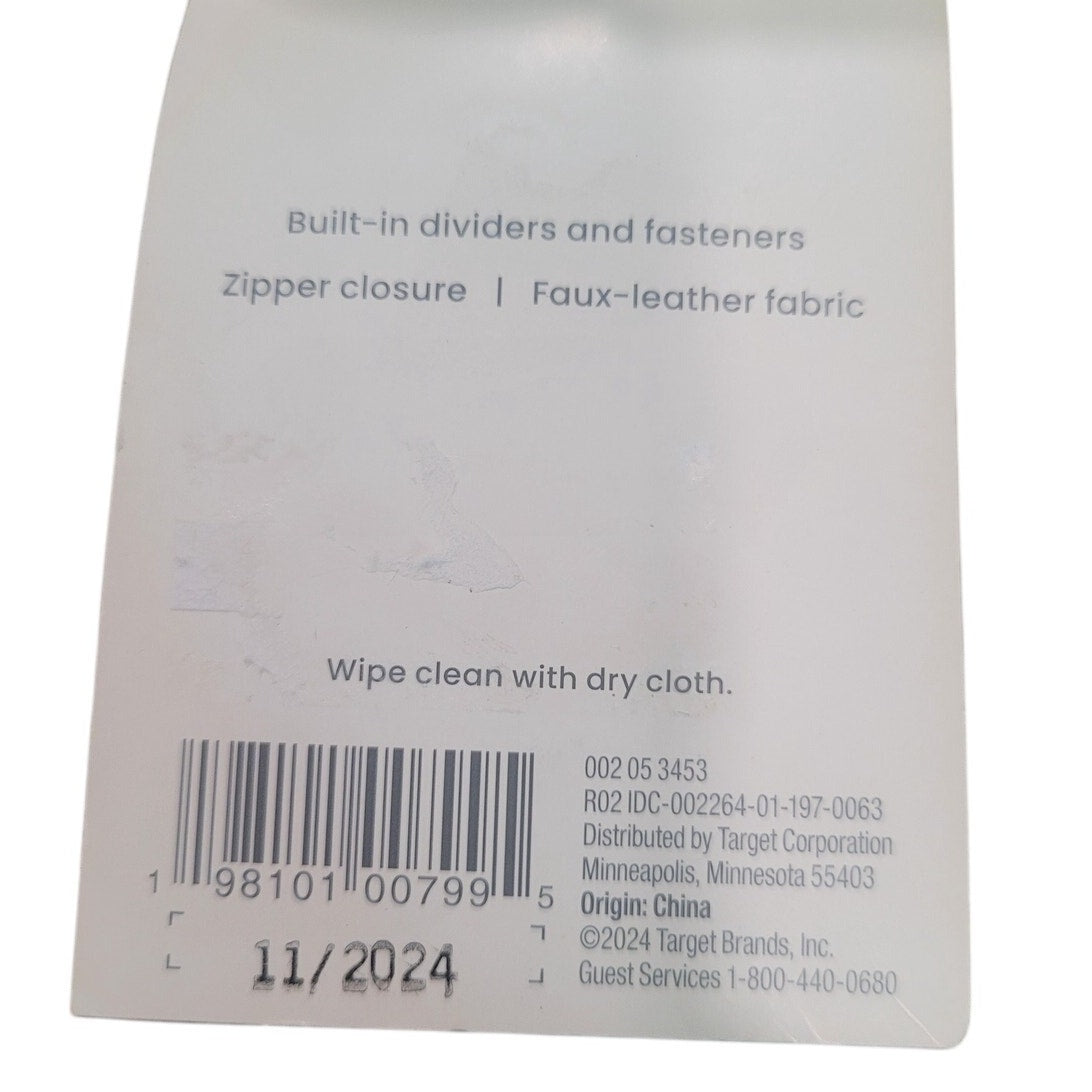 Built-in dividers and fasteners
Zipper closure | Faux-leather fabric
Wipe clean with dry cloth.
1 98101 00799 5
11/2024
002 05 3453
R02 IDC-002264-01-197-0063
Distributed by Target Corporation
Minneapolis, Minnesota 55403
Origin: China
©2024 Target Brands, Inc.
Guest Services 1-800-440-0680